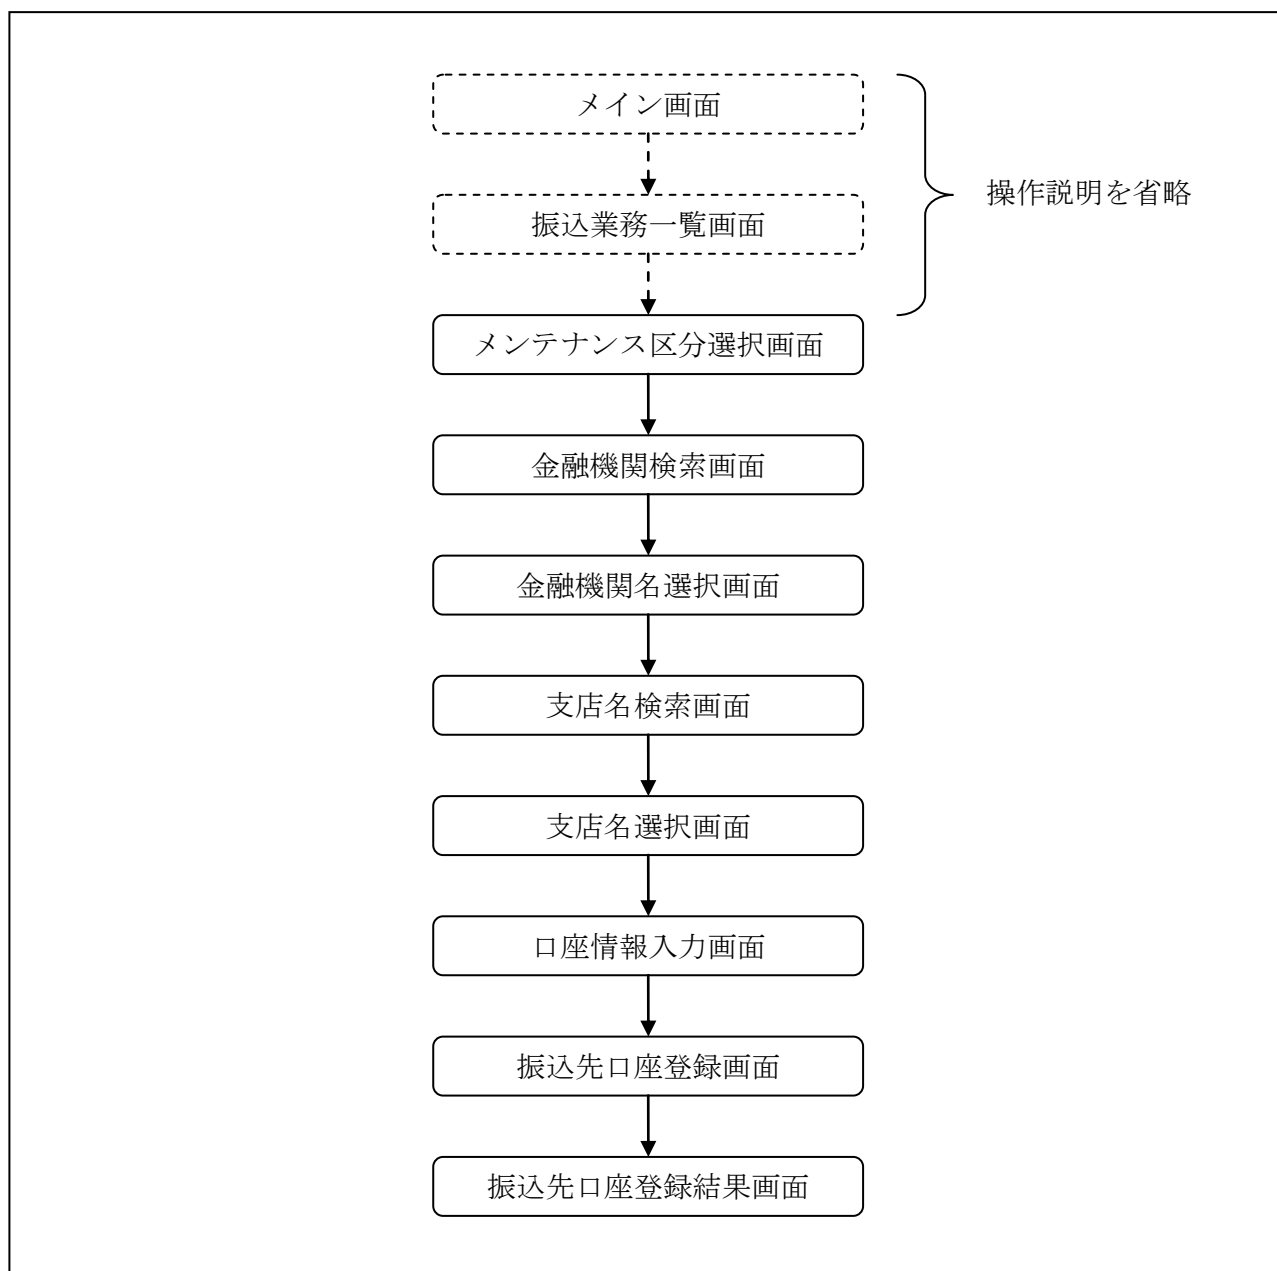 メイン画面
操作説明を省略
振込業務一覧画面
メンテナンス区分選択画面
金融機関検索画面
金融機関名選択画面
支店名検索画面
支店名選択画面
口座情報入力画面
振込先口座登録画面
振込先口座登録結果画面